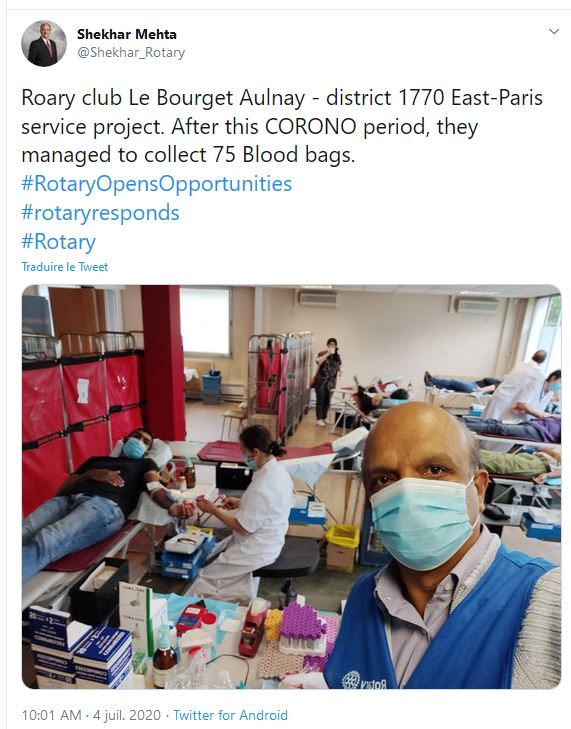 Shekhar Mehta
@Shekhar_Rotary
Roary club Le Bourget Aulnay - district 1770 East-Paris
service project. After this CORONO period, they
managed to collect 75 Blood bags.
#RotaryOpensOpportunities
#rotaryresponds
#Rotary
Traduire le Tweet
Rotary
10:01 AM · 4 juil. 2020 · Twitter for Android